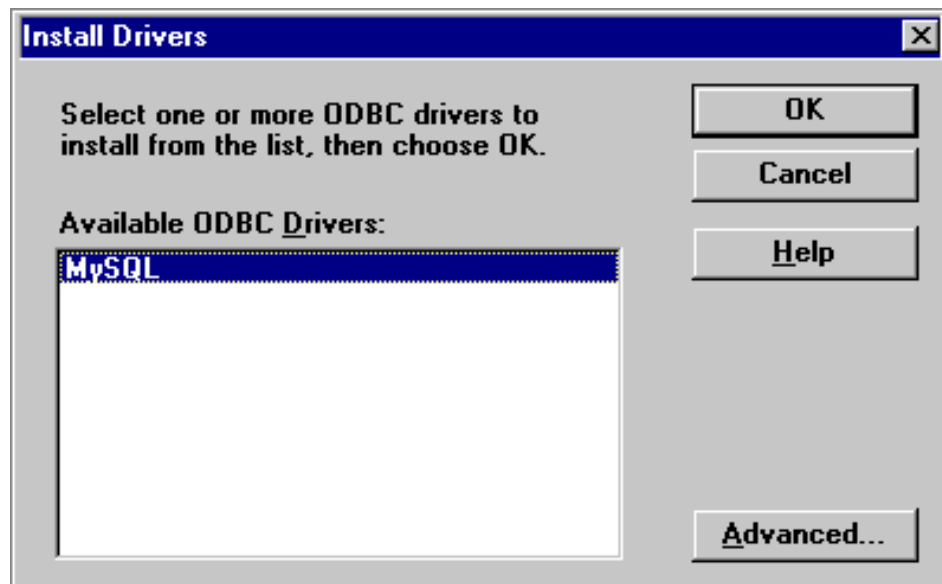 Install Drivers
Select one or more ODBC drivers to
install from the list, then choose OK.
OK
Cancel
Available ODBC Drivers:
Help
MySQL
Advanced...